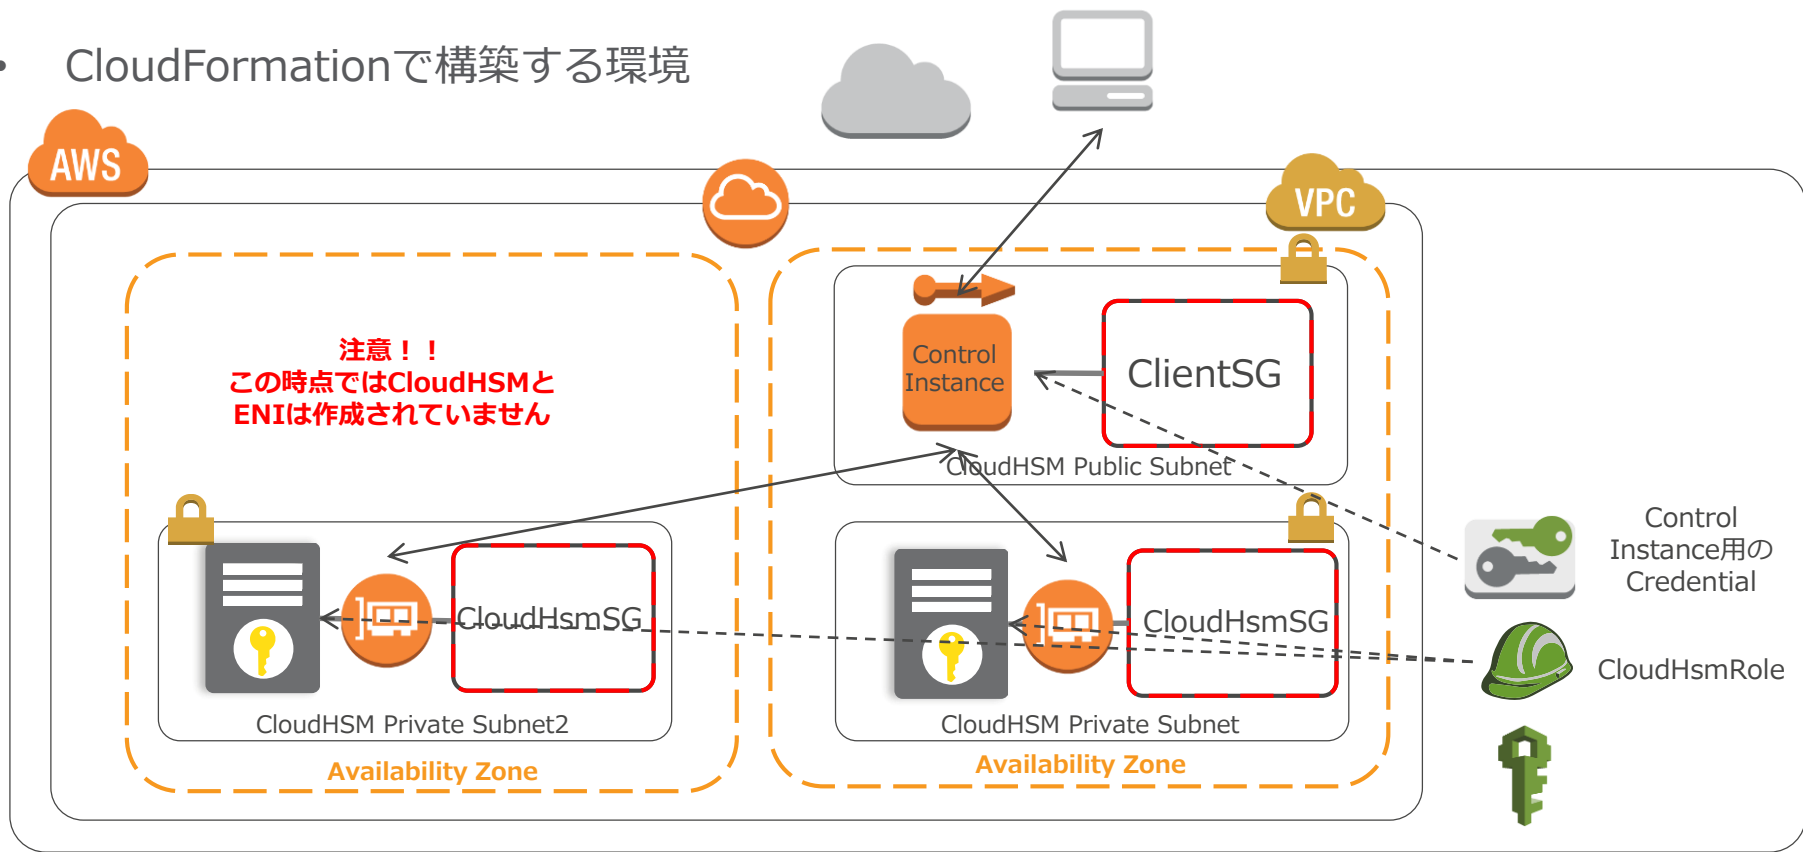 • CloudFormationで構築する環境
AWS
VPC
注意！！
この時点ではCloudHSMと
ENIは作成されていません
Control
Instance
ClientSG
CloudHSM Public Subnet
CloudHsmSG
CloudHSM Private Subnet2
Availability Zone
CloudHsmSG
CloudHSM Private Subnet
Availability Zone
Control
Instance用の
Credential
CloudHsmRole